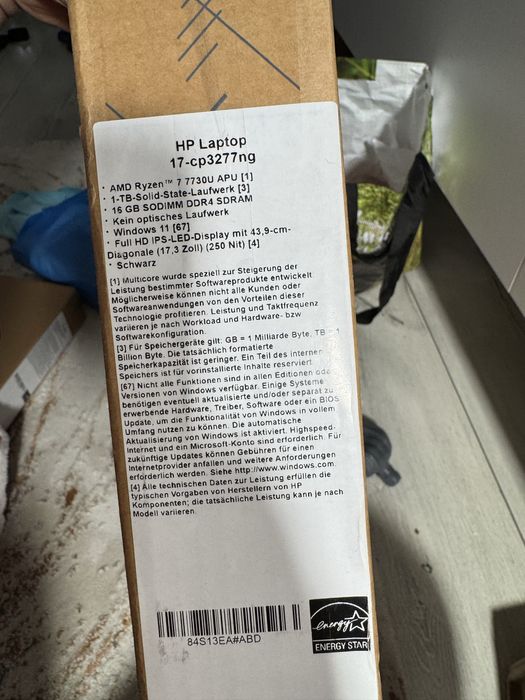 HP Laptop
17-cp3277ng
· AMD Ryzen™ 7 7730U APU [1]
· 1-TB-Solid-State-Laufwerk [3]
· 16 GB SODIMM DDR4 SDRAM
· Kein optisches Laufwerk
· Windows 11 [67]
· Full HD IPS-LED-Display mit 43,9-cm-
Diagonale (17,3 Zoll) (250 Nit) [4]
· Schwarz
[1] Multicore wurde speziell zur Steigerung der
Leistung bestimmter Softwareprodukte entwickelt.
Möglicherweise können nicht alle Kunden oder
Softwareanwendungen von den Vorteilen dieser
Technologie profitieren. Leistung und Taktfrequenz
variieren je nach Workload und Hardware- bzw
Softwarekonfiguration.
[3] Für Speichergeräte gilt: GB = 1 Milliarde Byte. TB = 1
Billion Byte. Die tatsächlich formatierte
Speicherkapazität ist geringer. Ein Teil des internen
Speichers ist für vorinstallierte Inhalte reserviert.
[67] Nicht alle Funktionen sind in allen Editionen oder
Versionen von Windows verfügbar. Einige Systeme
benötigen eventuell aktualisierte und/oder separat zu
erwerbende Hardware, Treiber, Software oder ein BIOS
Update, um die Funktionalität von Windows in vollem
Umfang nutzen zu können. Die automatische
Aktualisierung von Windows ist aktiviert. Highspeed-
Internet und ein Microsoft-Konto sind erforderlich. Für
zukünftige Updates können Gebühren für einen
Internetprovider anfallen und weitere Anforderungen
erforderlich werden. Siehe http://www.windows.com.
[4] Alle technischen Daten zur Leistung erfüllen die
typischen Vorgaben von Herstellern von HP
Komponenten; die tatsächliche Leistung kann je nach
Modell variieren.
84S13EA#ABD
energy
ENERGY STAR